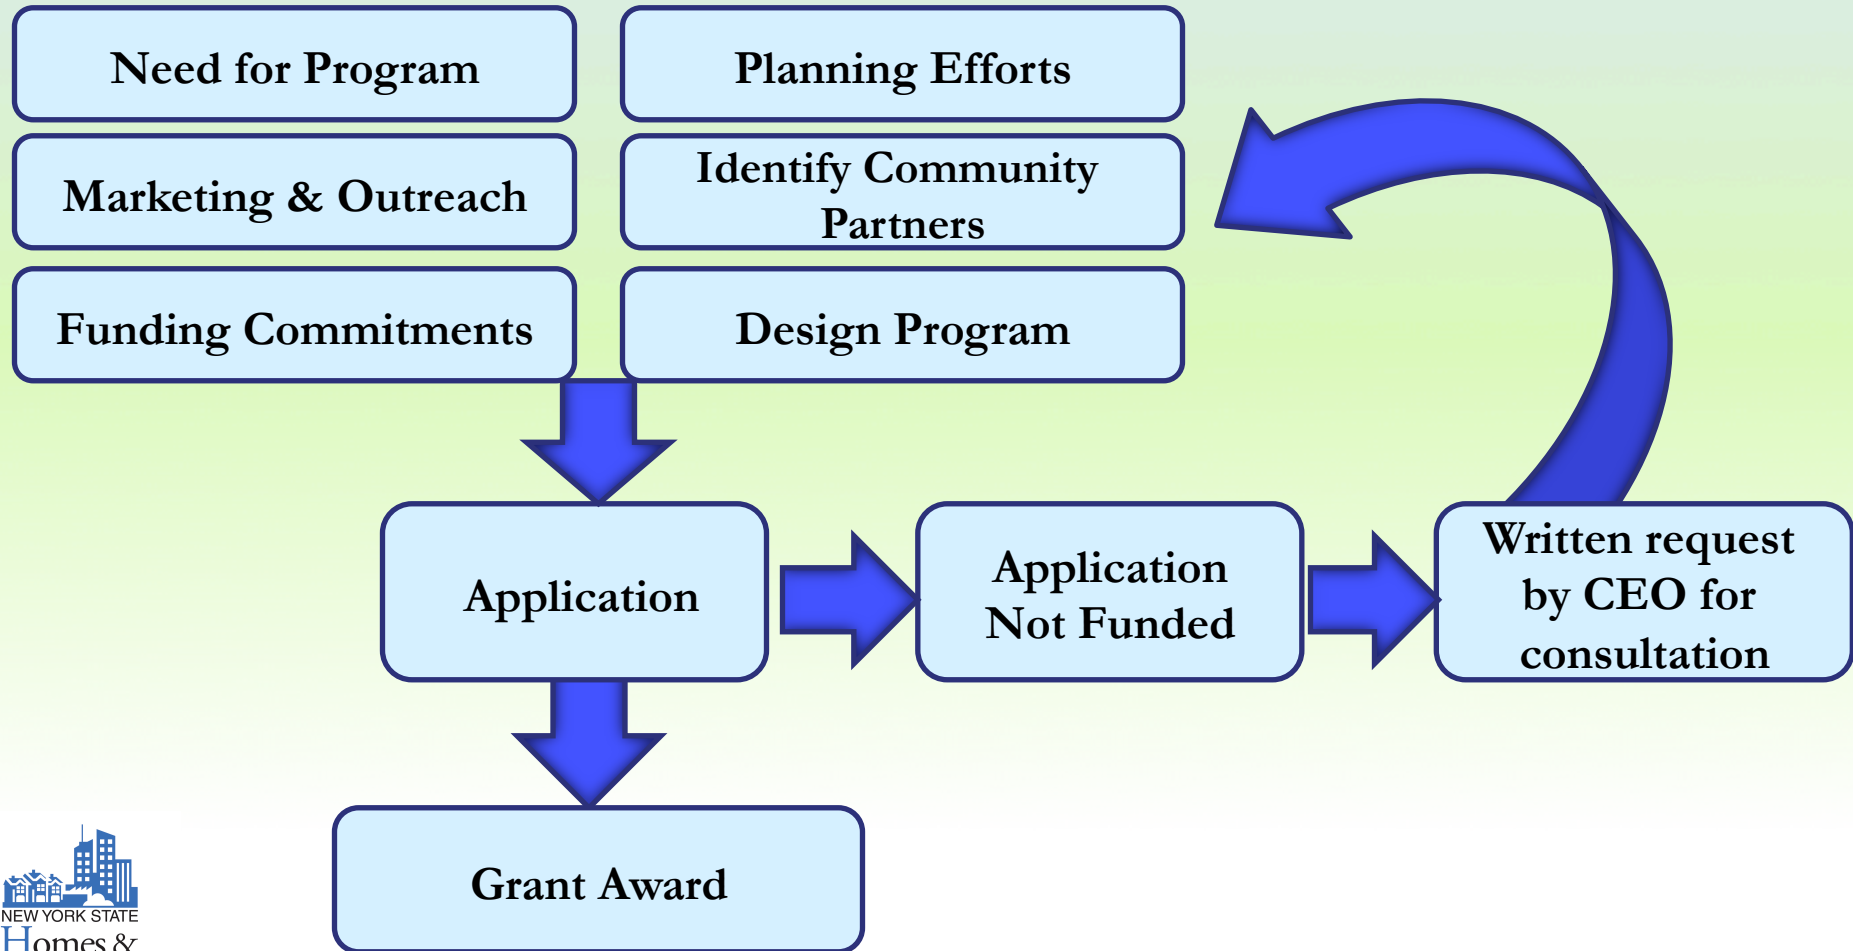 Need for Program
Planning Efforts
Marketing & Outreach
Identify Community
Partners
Funding Commitments
Design Program
Application
Application
Not Funded
Written request
by CEO for
consultation
Grant Award
NEW YORK STATE
Homes &